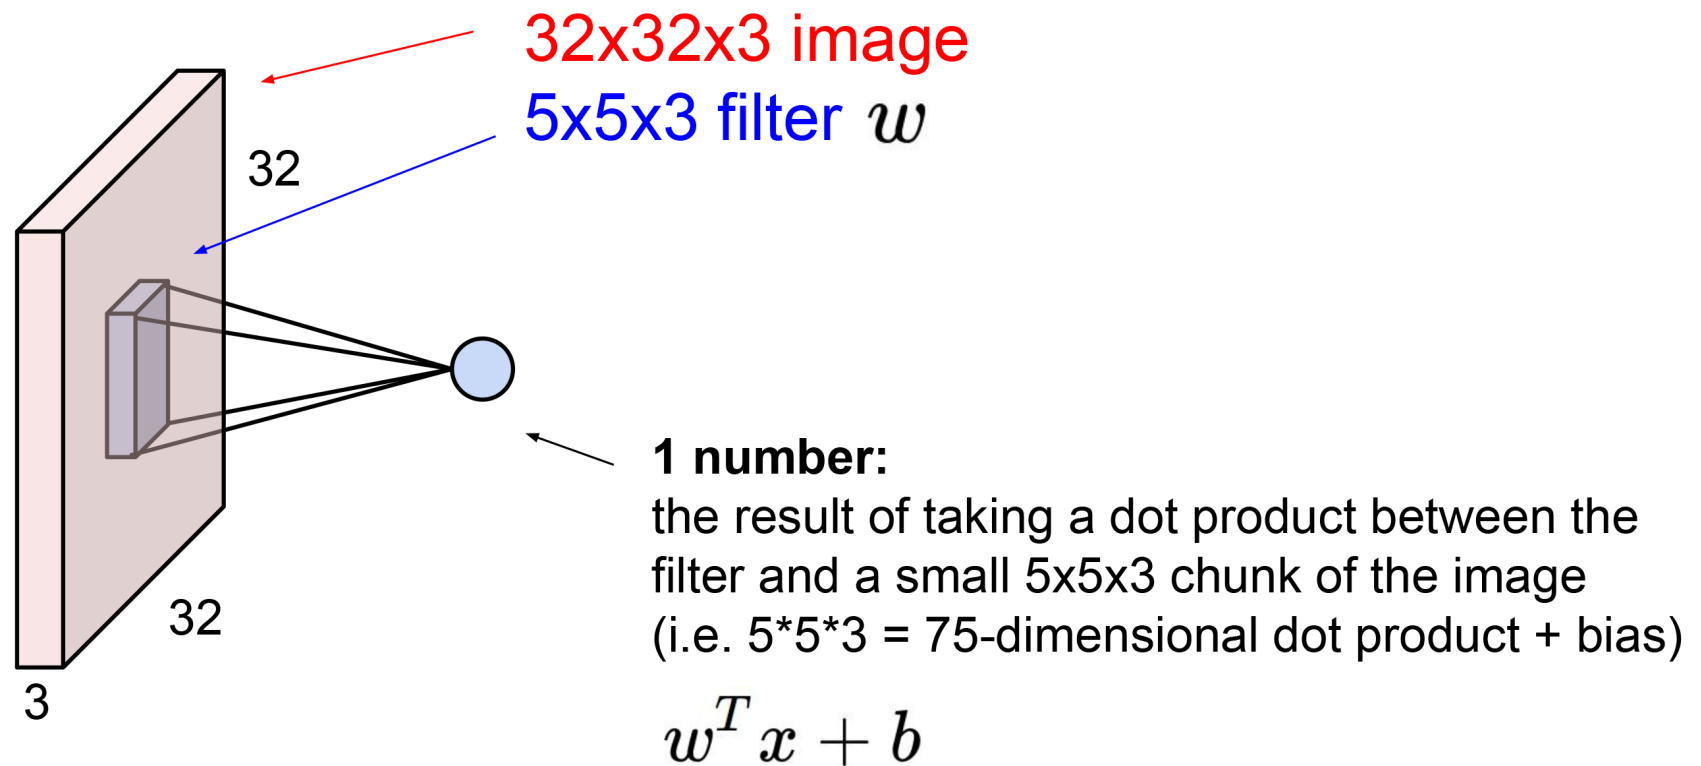 32x32x3 image
5x5x3 filter w
32
32
3
1 number:
the result of taking a dot product between the
filter and a small 5x5x3 chunk of the image
(i.e. 5*5*3 = 75-dimensional dot product + bias)
w^T x + b